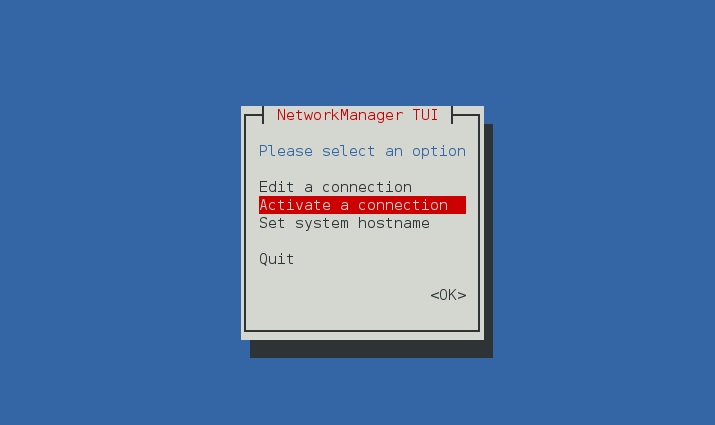 NetworkManager TUI
Please select an option
Edit a connection
Activate a connection
Set system hostname
Quit
<OK>